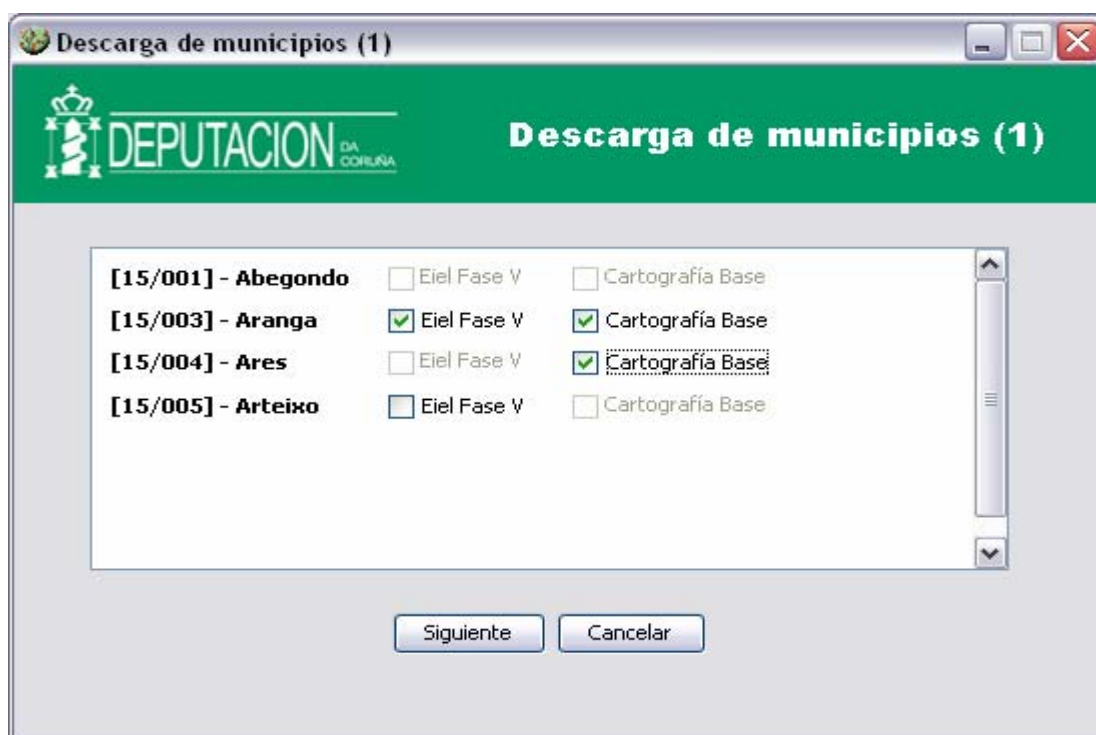 Descarga de municipios (1)
DEPUTACION DA CORUÑA
Descarga de municipios (1)
[15/001] - Abegondo Eiel Fase V Cartografía Base
[15/003] - Aranga Eiel Fase V Cartografía Base
[15/004] - Ares Eiel Fase V Cartografía Base
[15/005] - Arteixo Eiel Fase V Cartografía Base
Siguiente Cancelar